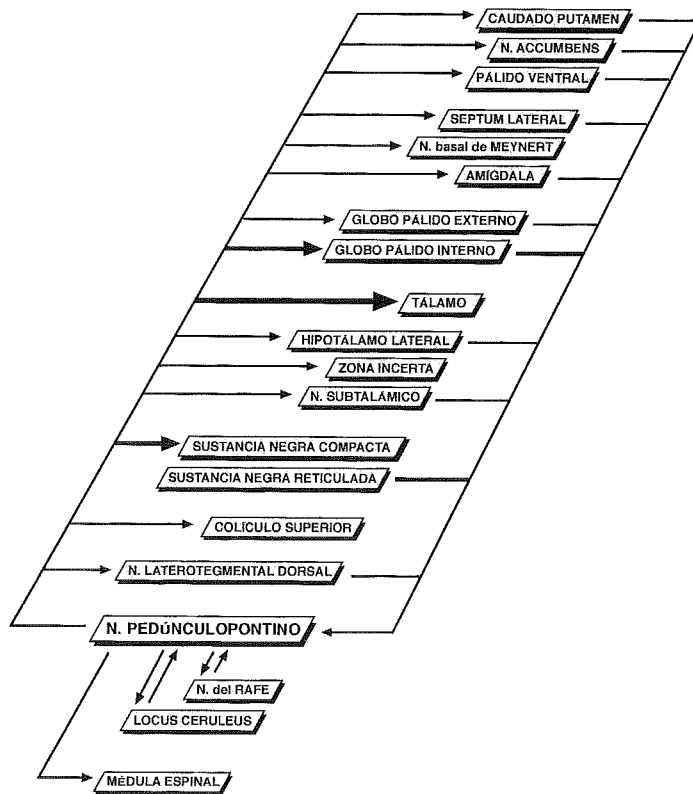 CAUDADO PUTAMEN
N. ACCUMBENS
PÁLIDO VENTRAL
SEPTUM LATERAL
N. basal de MEYNERT
AMÍGDALA
GLOBO PÁLIDO EXTERNO
GLOBO PÁLIDO INTERNO
TÁLAMO
HIPOTÁLAMO LATERAL
ZONA INCERTA
N. SUBTALÁMICO
SUSTANCIA NEGRA COMPACTA
SUSTANCIA NEGRA RETICULADA
COLÍCULO SUPERIOR
N. LATEROTEGMENTAL DORSAL
N. PEDúNCULOPONTINO
N. del RAFE
LOCUS CERULEUS
MÉDULA ESPINAL